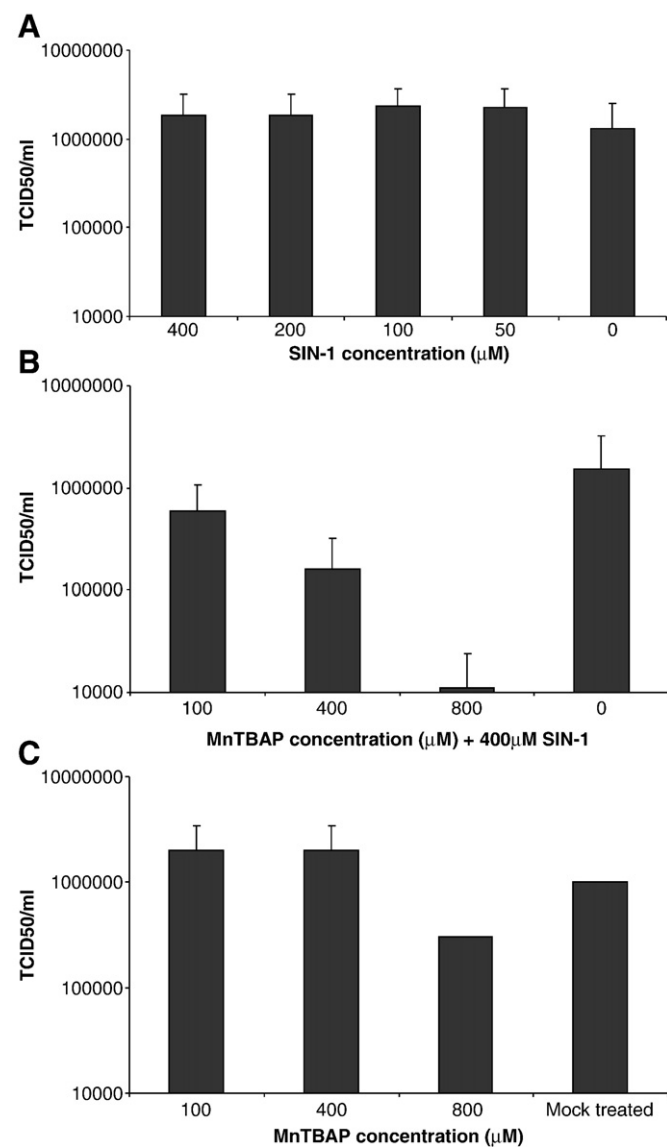 A
10000000
1000000
100000
10000
TCID50/ml
400 200 100 50 0
SIN-1 concentration (μM)
B
10000000
1000000
100000
10000
TCID50/ml
100 400 800 0
MnTBAP concentration (μM) + 400μM SIN-1
C
10000000
1000000
100000
10000
TCID50/ml
100 400 800 Mock treated
MnTBAP concentration (μM)